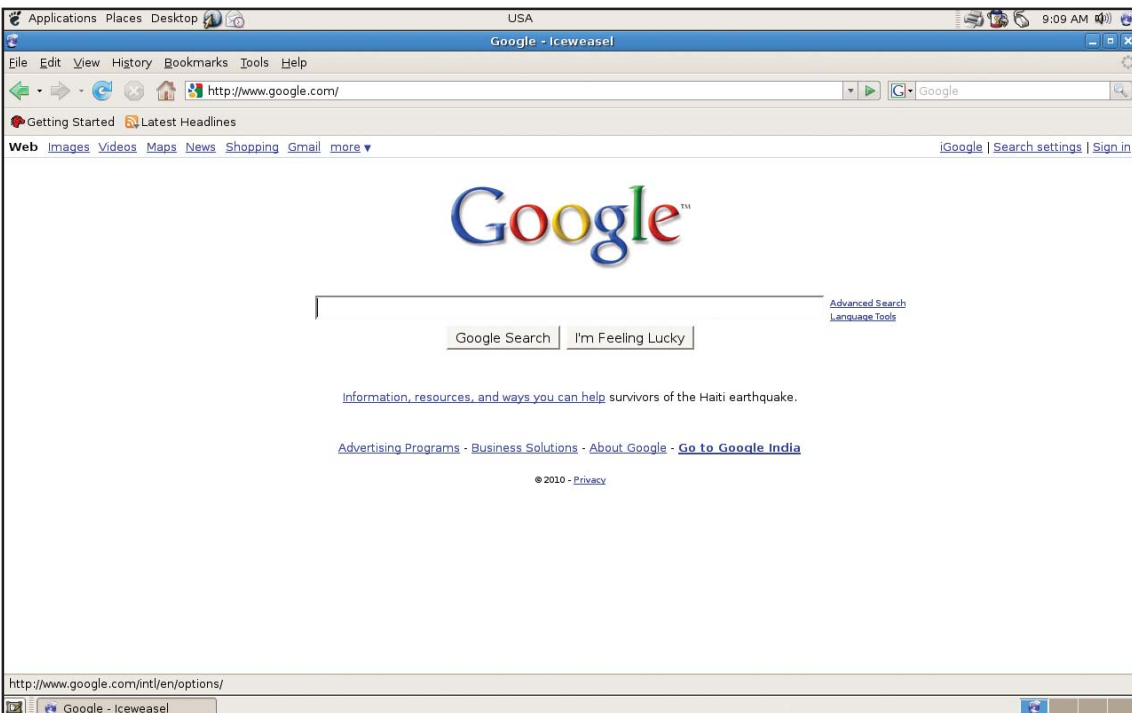 Applications Places Desktop USA 9:09 AM
Google - Iceweasel
File Edit View History Bookmarks Tools Help
http://www.google.com/ G Google
Getting Started Latest Headlines
Web Images Videos Maps News Shopping Gmail more ▼ iGoogle | Search settings | Sign in
Google™
Advanced Search
Language Tools
Google Search I'm Feeling Lucky
Information, resources, and ways you can help survivors of the Haiti earthquake.
Advertising Programs - Business Solutions - About Google - Go to Google India
© 2010 - Privacy
http://www.google.com/intl/en/options/
Google - Iceweasel